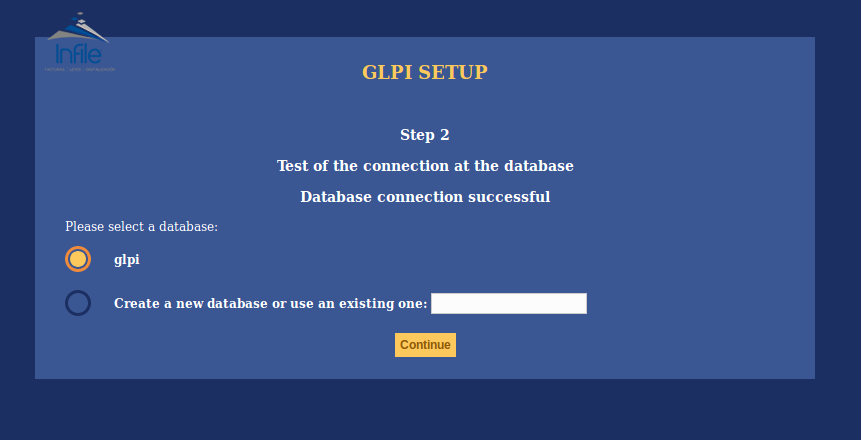 Infile
GLPI SETUP
Step 2
Test of the connection at the database
Database connection successful
Please select a database:
glpi
Create a new database or use an existing one:
Continue